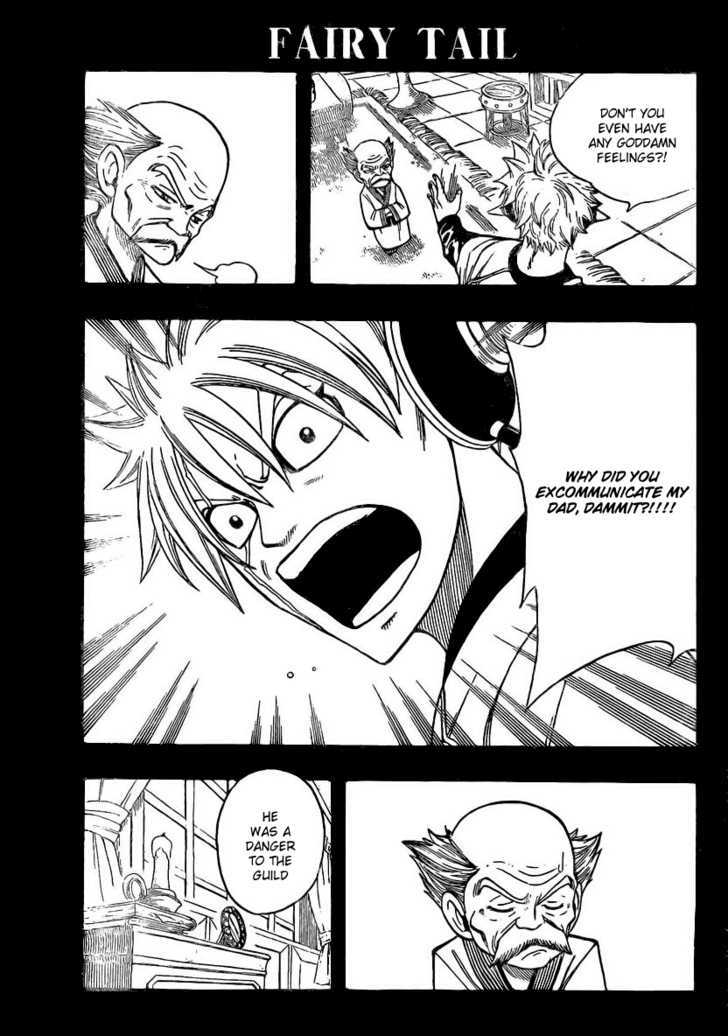 FAIRY TAIL
DON'T YOU
EVEN HAVE
ANY GODDAMN
FEELINGS?!
WHY DID YOU
EXCOMMUNICATE MY
DAD, DAMMIT?!!!!
HE
WAS A
DANGER
TO THE
GUILD